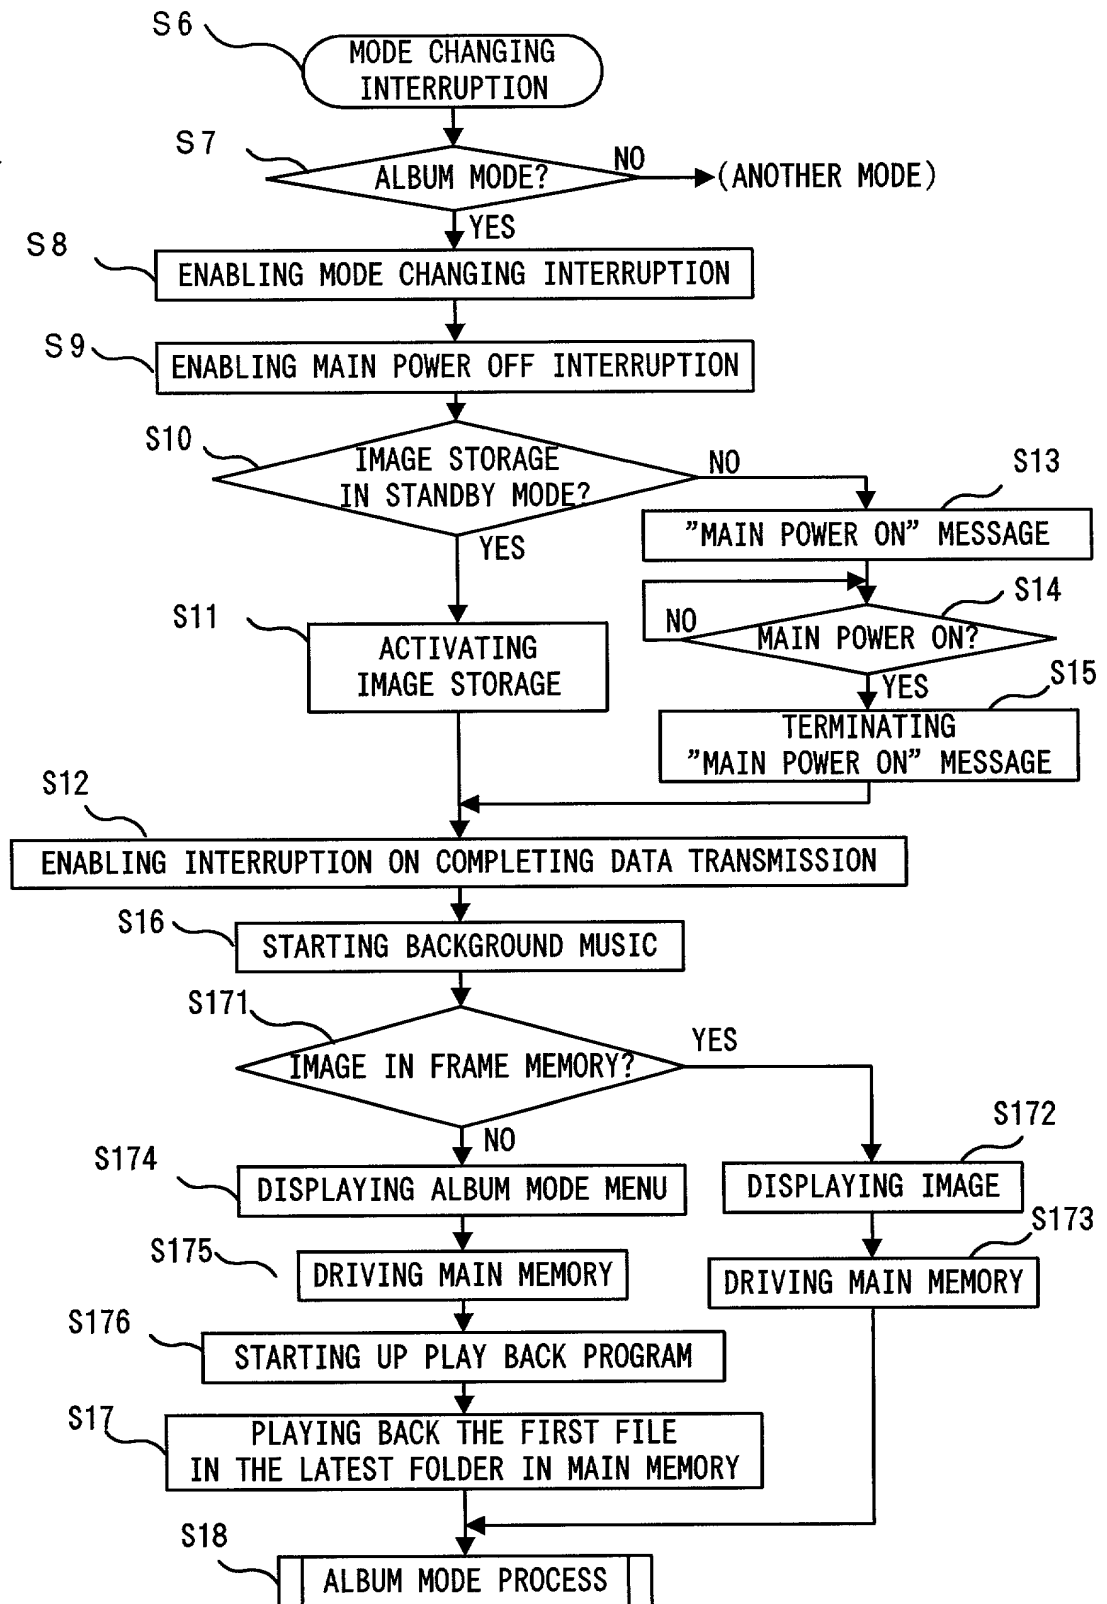 S6
MODE CHANGING
INTERRUPTION
S7
ALBUM MODE?
NO
(ANOTHER MODE)
YES
S8
ENABLING MODE CHANGING INTERRUPTION
S9
ENABLING MAIN POWER OFF INTERRUPTION
S10
IMAGE STORAGE
IN STANDBY MODE?
NO
YES
S13
”MAIN POWER ON” MESSAGE
S14
NO
MAIN POWER ON?
YES
S11
ACTIVATING
IMAGE STORAGE
S15
TERMINATING
”MAIN POWER ON” MESSAGE
S12
ENABLING INTERRUPTION ON COMPLETING DATA TRANSMISSION
S16
STARTING BACKGROUND MUSIC
S171
IMAGE IN FRAME MEMORY?
YES
NO
S172
DISPLAYING IMAGE
S173
DRIVING MAIN MEMORY
S174
DISPLAYING ALBUM MODE MENU
S175
DRIVING MAIN MEMORY
S176
STARTING UP PLAY BACK PROGRAM
S17
PLAYING BACK THE FIRST FILE
IN THE LATEST FOLDER IN MAIN MEMORY
S18
ALBUM MODE PROCESS